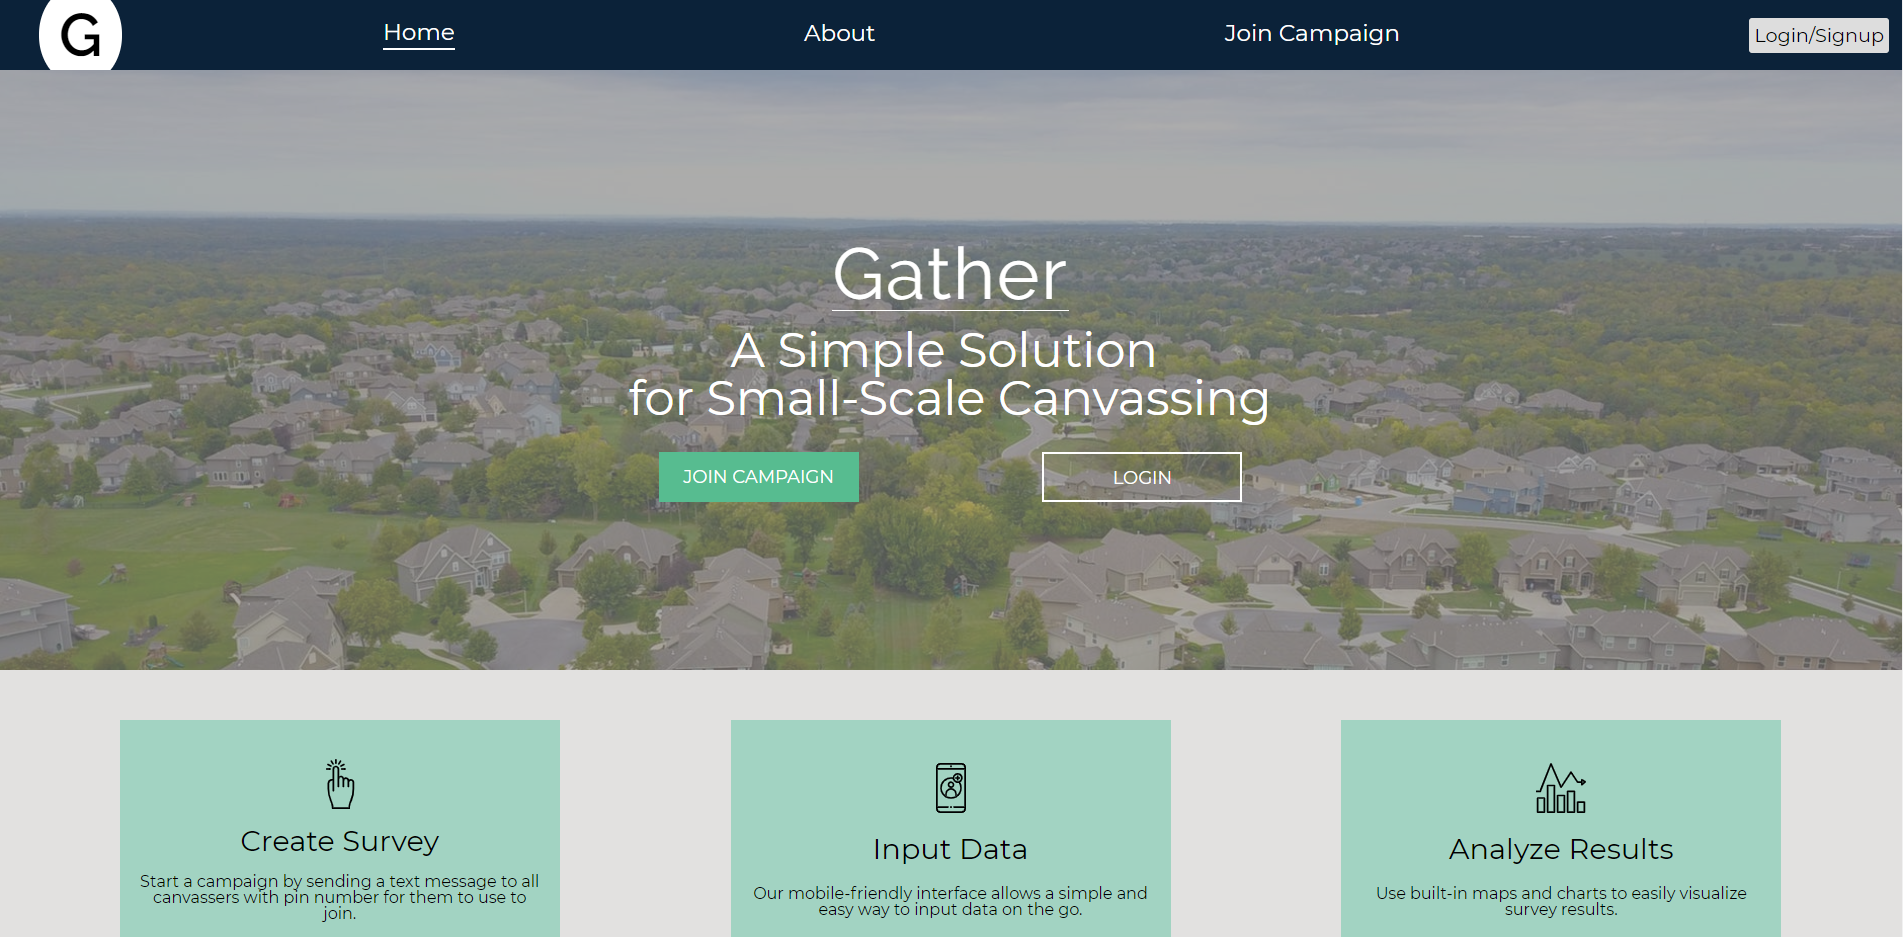 G
Home
About
Join Campaign
Login/Signup
Gather
A Simple Solution
for Small-Scale Canvassing
JOIN CAMPAIGN
LOGIN
Create Survey
Start a campaign by sending a text message to all
canvassers with pin number for them to use to
join.
Input Data
Our mobile-friendly interface allows a simple and
easy way to input data on the go.
Analyze Results
Use built-in maps and charts to easily visualize
survey results.